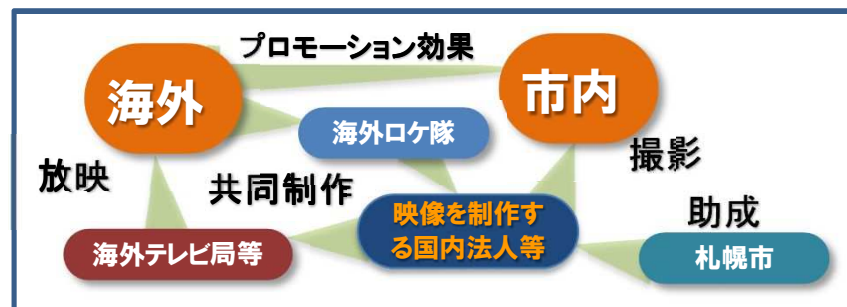 プロモーション効果
海外
市内
海外ロケ隊
撮影
放映
共同制作
映像を制作す
る国内法人等
助成
海外テレビ局等
札幌市